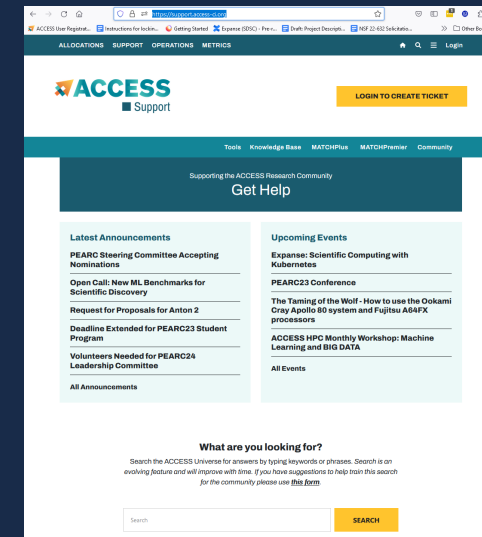 https://support.access-ci.org
ACCESS User Registrat...
Instructions for lockin...
Getting Started
Expanse (SDSC) - Pre n...
Draft: Project Descripti...
NSF 22-632 Solicitatio...
Other Bo
ALLOCATIONS SUPPORT OPERATIONS METRICS
Login
ACCESS
Support
LOGIN TO CREATE TICKET
Tools Knowledge Base MATCHPlus MATCHPremier Community
Supporting the ACCESS Research Community
Get Help
Latest Announcements
PEARC Steering Committee Accepting
Nominations
Open Call: New ML Benchmarks for
Scientific Discovery
Request for Proposals for Anton 2
Deadline Extended for PEARC23 Student
Program
Volunteers Needed for PEARC24
Leadership Committee
All Announcements
Upcoming Events
Expanse: Scientific Computing with
Kubernetes
PEARC23 Conference
The Taming of the Wolf - How to use the Ookami
Cray Apollo 80 system and Fujitsu A64FX
processors
ACCESS HPC Monthly Workshop: Machine
Learning and BIG DATA
All Events
What are you looking for?
Search the ACCESS Universe for answers by typing keywords or phrases. Search is an
evolving feature and will improve with time. If you have suggestions to help train this search
for the community please use this form.
Search
SEARCH